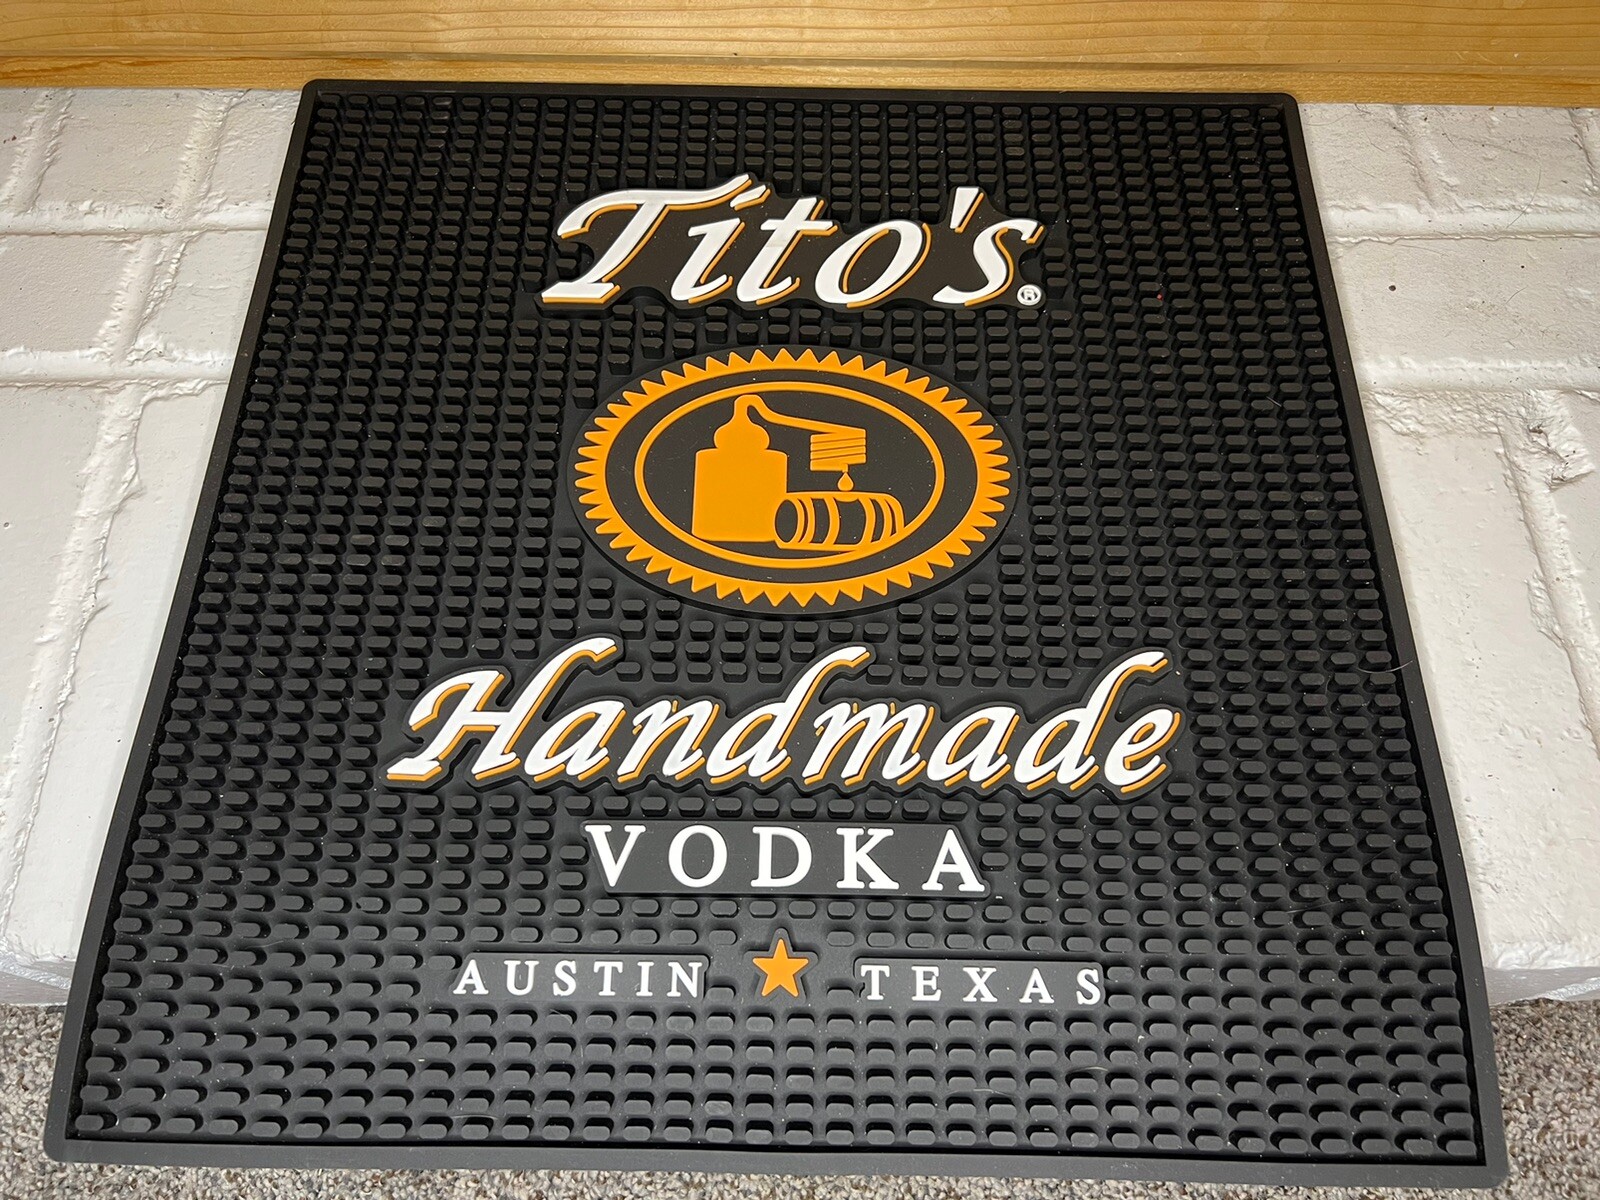 Tito's®
Handmade
VODKA
AUSTIN ★ TEXAS